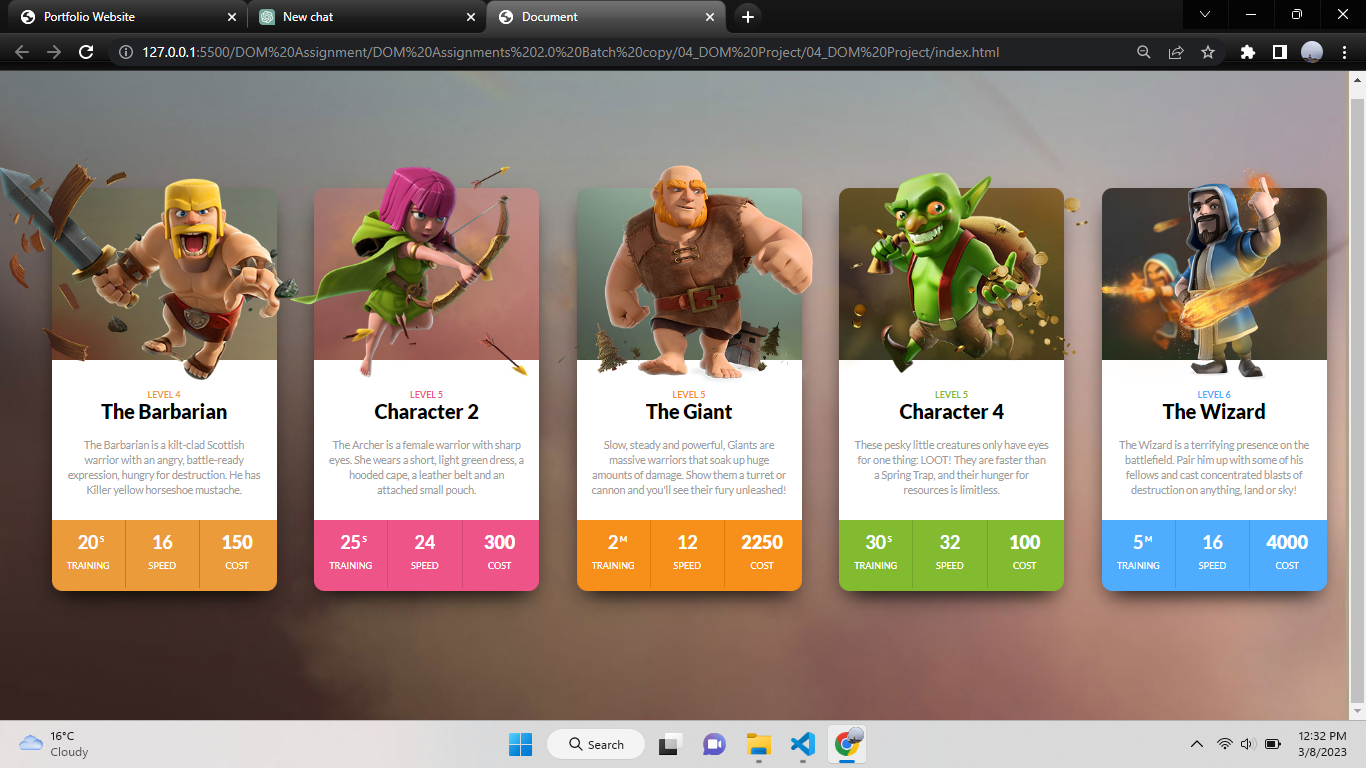 Portfolio Website
New chat
Document
127.0.0.1:5500/DOM%20Assignment/DOM%20Assignments%202.0%20Batch%20copy/04_DOM%20Project/04_DOM%20Project/index.html
LEVEL 4
The Barbarian
The Barbarian is a kilt-clad Scottish
warrior with an angry, battle-ready
expression, hungry for destruction. He has
Killer yellow horseshoe mustache.
20S
16
150
TRAINING
SPEED
COST
LEVEL 5
Character 2
The Archer is a female warrior with sharp
eyes. She wears a short, light green dress, a
hooded cape, a leather belt and an
attached small pouch.
25S
24
300
TRAINING
SPEED
COST
LEVEL 5
The Giant
Slow, steady and powerful, Giants are
massive warriors that soak up huge
amounts of damage. Show them a turret or
cannon and you'll see their fury unleashed!
2M
12
2250
TRAINING
SPEED
COST
LEVEL 5
Character 4
These pesky little creatures only have eyes
for one thing: LOOT! They are faster than
a Spring Trap, and their hunger for
resources is limitless.
30S
32
100
TRAINING
SPEED
COST
LEVEL 6
The Wizard
The Wizard is a terrifying presence on the
battlefield. Pair him up with some of his
fellows and cast concentrated blasts of
destruction on anything, land or sky!
5M
16
4000
TRAINING
SPEED
COST
16°C
Cloudy
Search
12:32 PM
3/8/2023